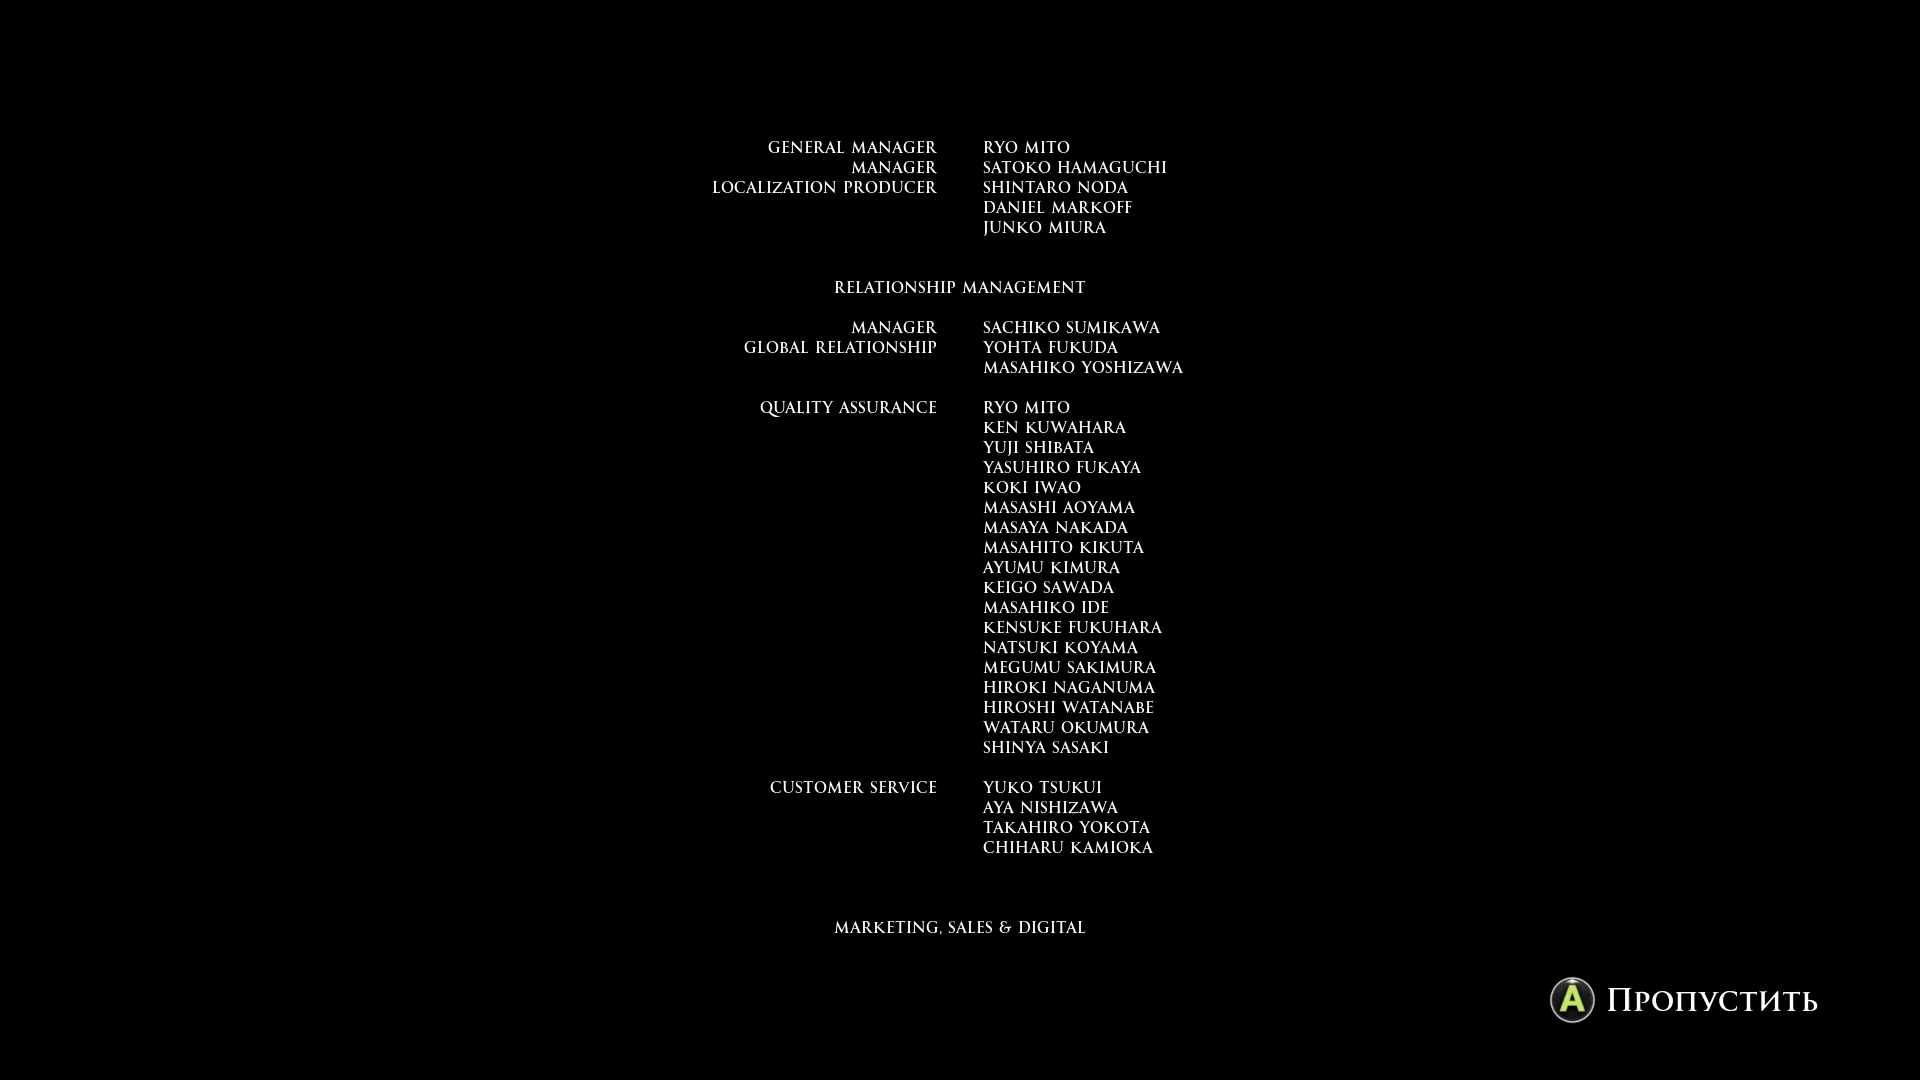 GENERAL MANAGER RYO MITO
MANAGER SATOKO HAMAGUCHI
LOCALIZATION PRODUCER SHINTARO NODA
DANIEL MARKOFF
JUNKO MIURA
RELATIONSHIP MANAGEMENT
MANAGER SACHIKO SUMIKAWA
GLOBAL RELATIONSHIP YOHTA FUKUDA
MASAHIKO YOSHIZAWA
QUALITY ASSURANCE RYO MITO
KEN KUWAHARA
YUJI SHIBATA
YASUHIRO FUKAYA
KOKI IWAO
MASASHI AOYAMA
MASAYA NAKADA
MASAHITO KIKUTA
AYUMU KIMURA
KEIGO SAWADA
MASAHIKO IDE
KENSUKE FUKUHARA
NATSUKI KOYAMA
MEGUMU SAKIMURA
HIROKI NAGANUMA
HIROSHI WATANABE
WATARU OKUMURA
SHINYA SASAKI
CUSTOMER SERVICE YUKO TSUKUI
AYA NISHIZAWA
TAKAHIRO YOKOTA
CHIHARU KAMIOKA
MARKETING, SALES & DIGITAL
A Пропустить